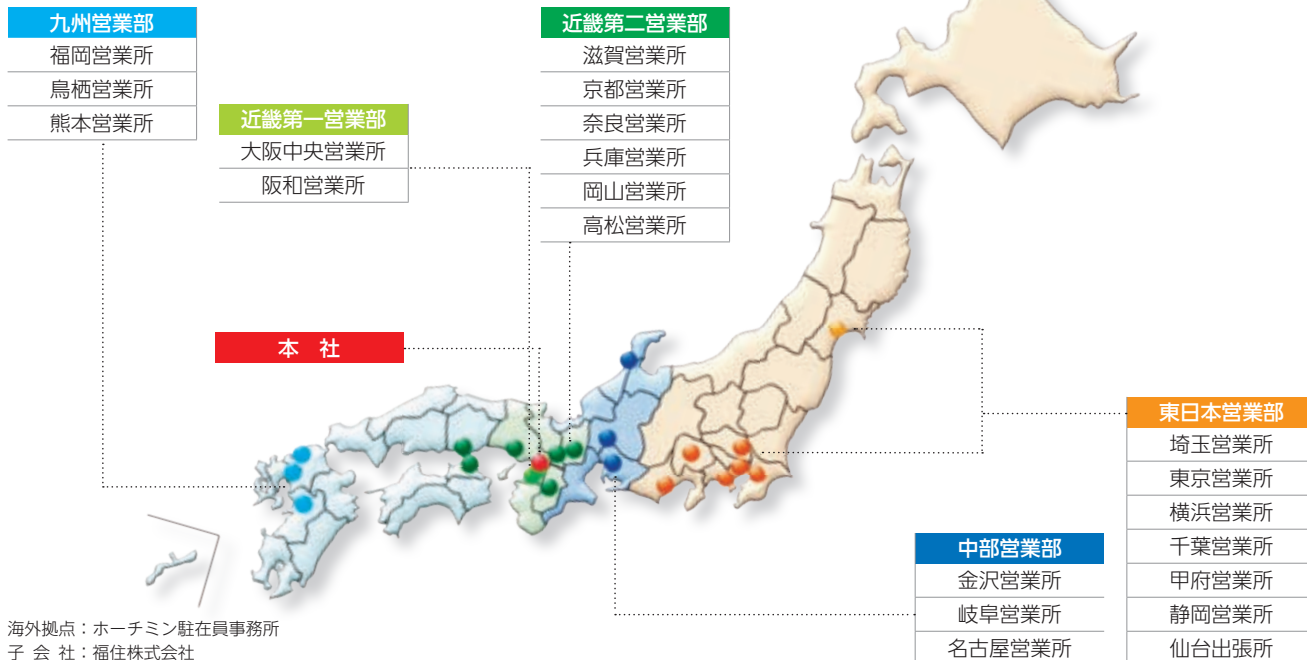 九州営業部
福岡営業所
鳥栖営業所
熊本営業所
近畿第一営業部
大阪中央営業所
阪和営業所
近畿第二営業部
滋賀営業所
京都営業所
奈良営業所
兵庫営業所
岡山営業所
高松営業所
本 社
東日本営業部
埼玉営業所
東京営業所
横浜営業所
千葉営業所
甲府営業所
静岡営業所
仙台出張所
中部営業部
金沢営業所
岐阜営業所
名古屋営業所
海外拠点：ホーチミン駐在員事務所
子 会 社：福住株式会社